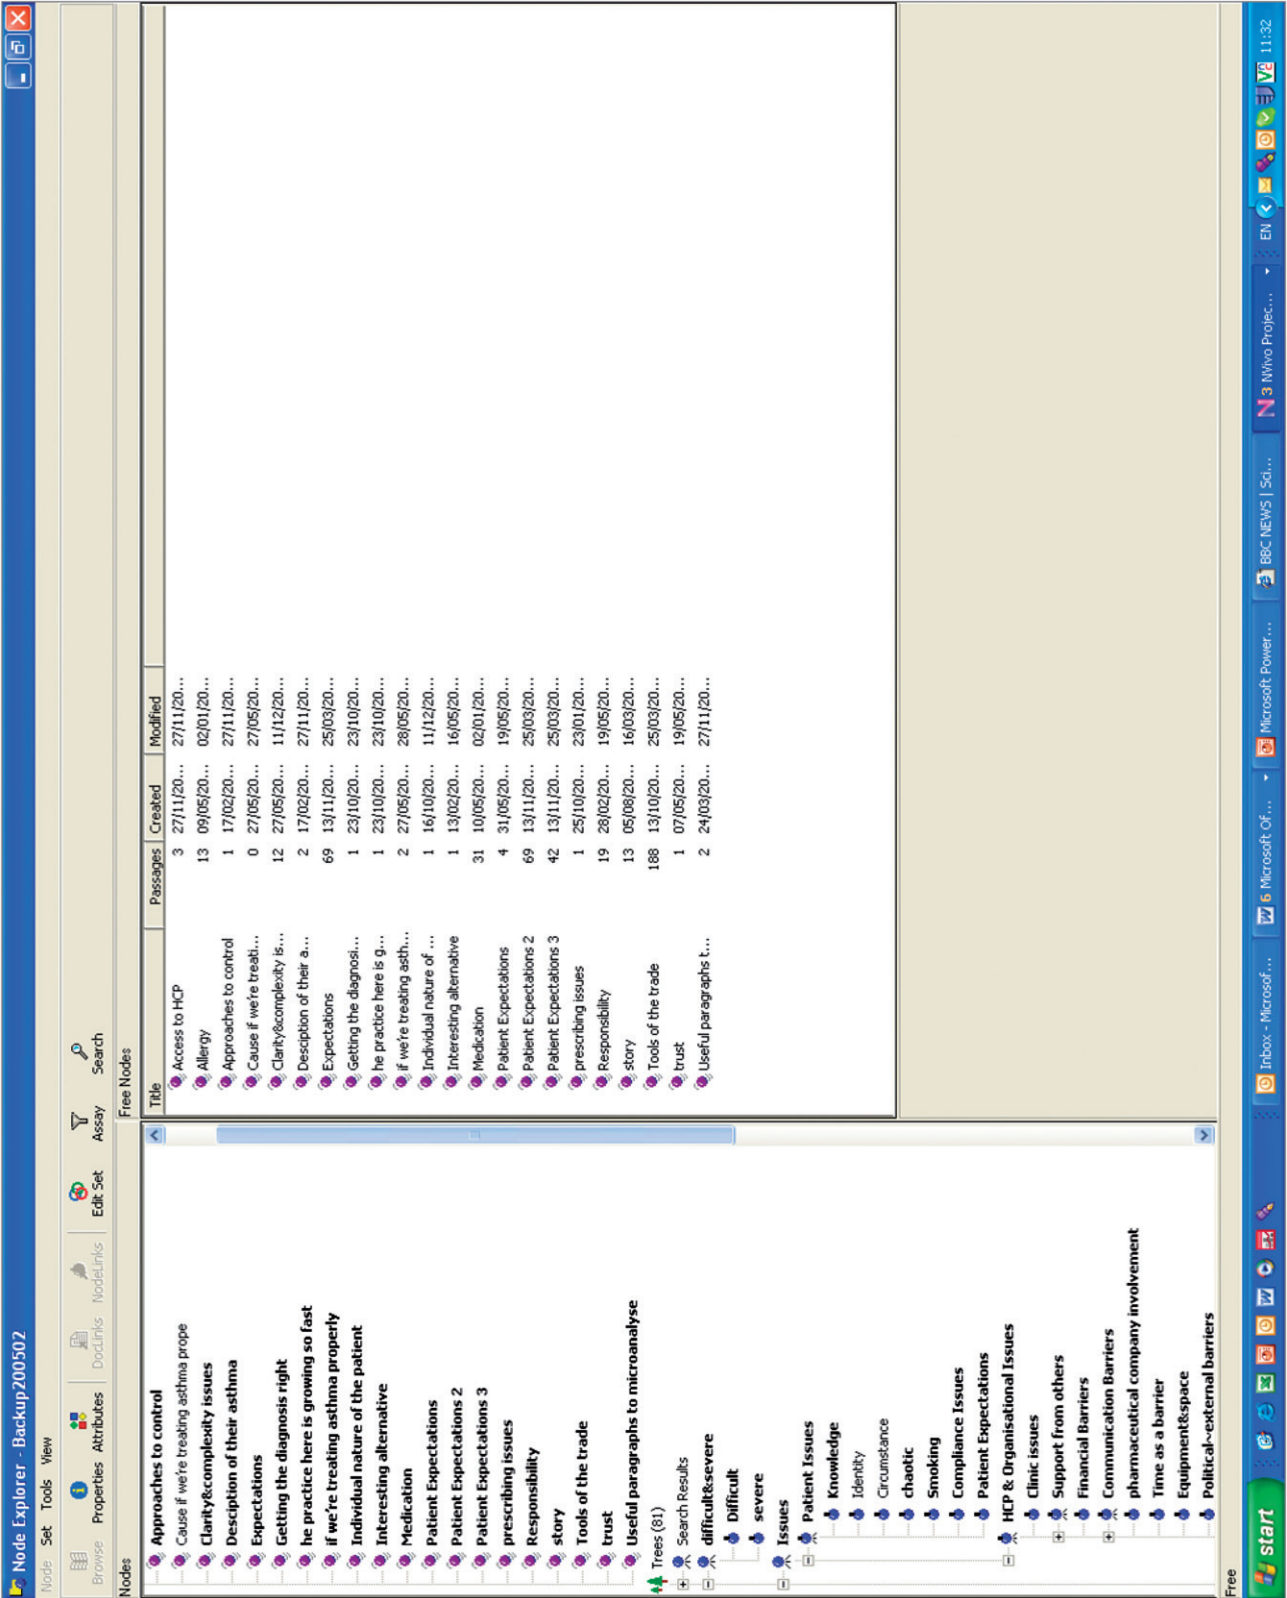 Node Explorer - Backup200502
Node Set Tools View
Browse Properties Attributes DocLinks NodeLinks Edit Set Assay Search
Nodes
Approaches to control
Cause if we're treating asthma prope
Clarity&complexity issues
Desciption of their asthma
Expectations
Getting the diagnosis right
he practice here is growing so fast
if we're treating asthma properly
Individual nature of the patient
Interesting alternative
Medication
Patient Expectations
Patient Expectations 2
Patient Expectations 3
prescribing issues
Responsibility
story
Tools of the trade
trust
Useful paragraphs to microanalyse
Trees (81)
Search Results
difficult&severe
Difficult
severe
Issues
Patient Issues
Knowledge
Identity
Circumstance
chaotic
Smoking
Compliance Issues
Patient Expectations
HCP & Organisational Issues
Clinic issues
Support from others
Financial Barriers
Communication Barriers
pharmaceutical company involvement
Time as a barrier
Equipment&space
Political~external barriers
Free Nodes
Title Passages Created Modified
Access to HCP 3 27/11/20... 27/11/20...
Allergy 13 09/05/20... 02/01/20...
Approaches to control 1 17/02/20... 27/11/20...
Cause if we're treati... 0 27/05/20... 27/05/20...
Clarity&complexity is... 12 27/05/20... 11/12/20...
Desciption of their a... 2 17/02/20... 27/11/20...
Expectations 69 13/11/20... 25/03/20...
Getting the diagnosi... 1 23/10/20... 23/10/20...
he practice here is g... 1 23/10/20... 23/10/20...
if we're treating asth... 2 27/05/20... 28/05/20...
Individual nature of ... 1 16/10/20... 11/12/20...
Interesting alternative 1 13/02/20... 16/05/20...
Medication 31 10/05/20... 02/01/20...
Patient Expectations 4 31/05/20... 19/05/20...
Patient Expectations 2 69 13/11/20... 25/03/20...
Patient Expectations 3 42 13/11/20... 25/03/20...
prescribing issues 1 25/10/20... 23/01/20...
Responsibility 19 28/02/20... 19/05/20...
story 13 05/08/20... 16/03/20...
Tools of the trade 188 13/10/20... 25/03/20...
trust 1 07/05/20... 19/05/20...
Useful paragraphs t... 2 24/03/20... 27/11/20...
Free
start Inbox - Microsof... 6 Microsoft Of... Microsoft Power... BBC NEWS | Sci... 3 NVivo Projec... EN 11:32